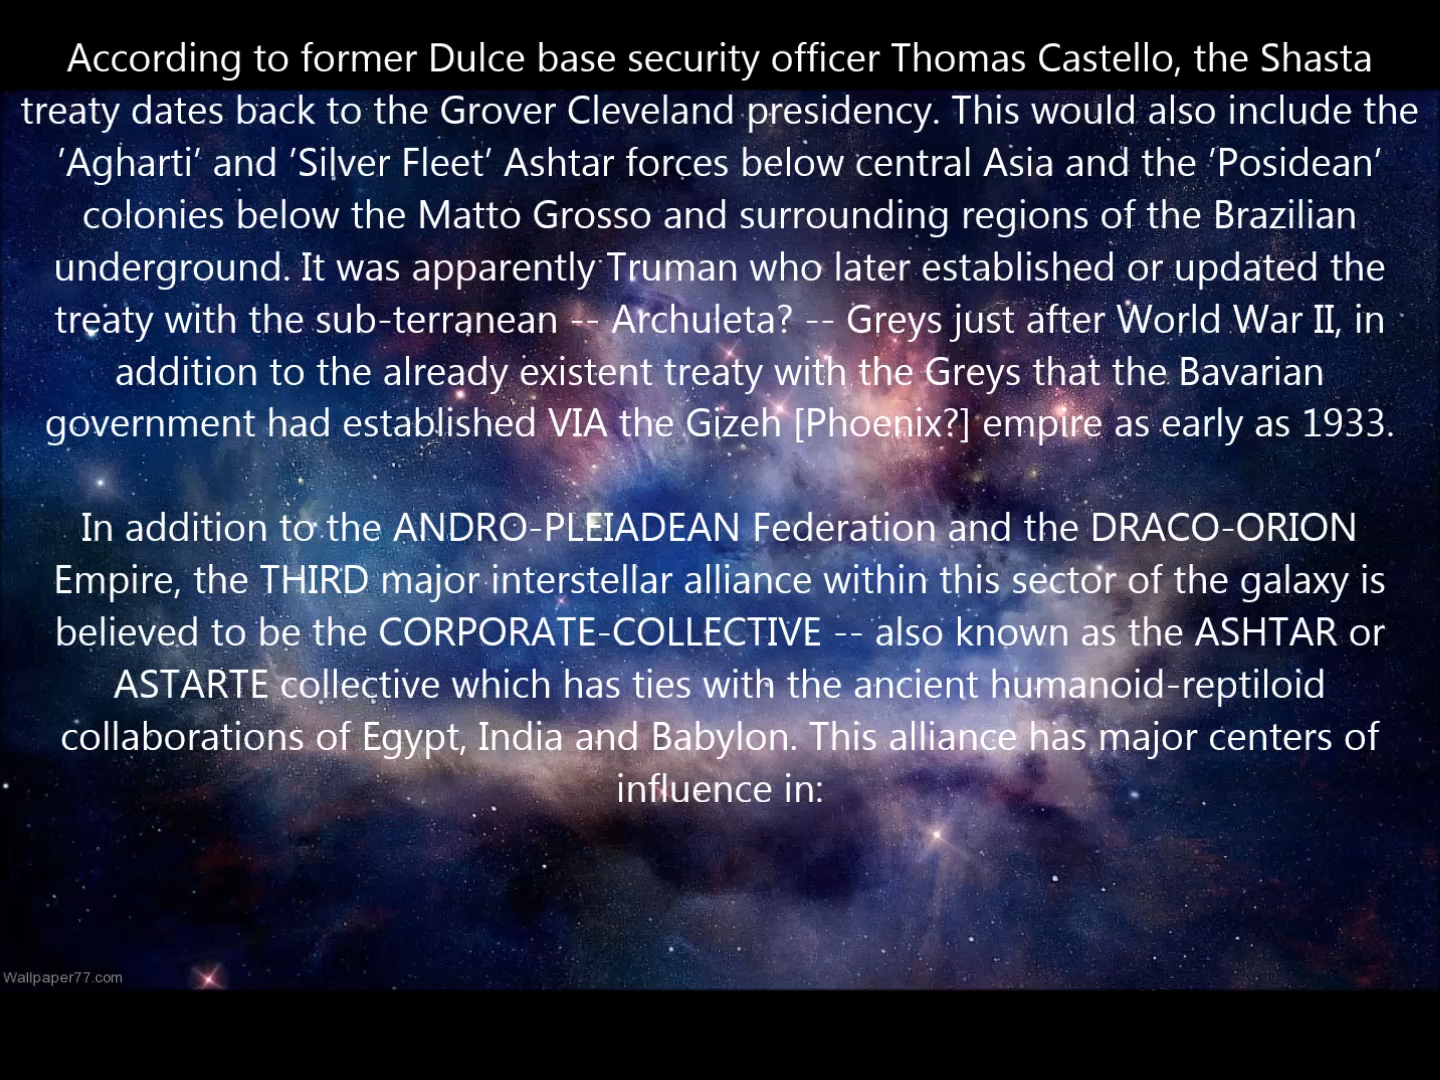 According to former Dulce base security officer Thomas Castello, the Shasta
treaty dates back to the Grover Cleveland presidency. This would also include the
'Agharti' and 'Silver Fleet' Ashtar forces below central Asia and the 'Posidean'
colonies below the Matto Grosso and surrounding regions of the Brazilian
underground. It was apparently Truman who later established or updated the
treaty with the sub-terranean -- Archuleta? -- Greys just after World War II, in
addition to the already existent treaty with the Greys that the Bavarian
government had established VIA the Gizeh [Phoenix?] empire as early as 1933.
In addition to the ANDRO-PLEIADEAN Federation and the DRACO-ORION
Empire, the THIRD major interstellar alliance within this sector of the galaxy is
believed to be the CORPORATE-COLLECTIVE -- also known as the ASHTAR or
ASTARTE collective which has ties with the ancient humanoid-reptiloid
collaborations of Egypt, India and Babylon. This alliance has major centers of
influence in:
Wallpaper77.com